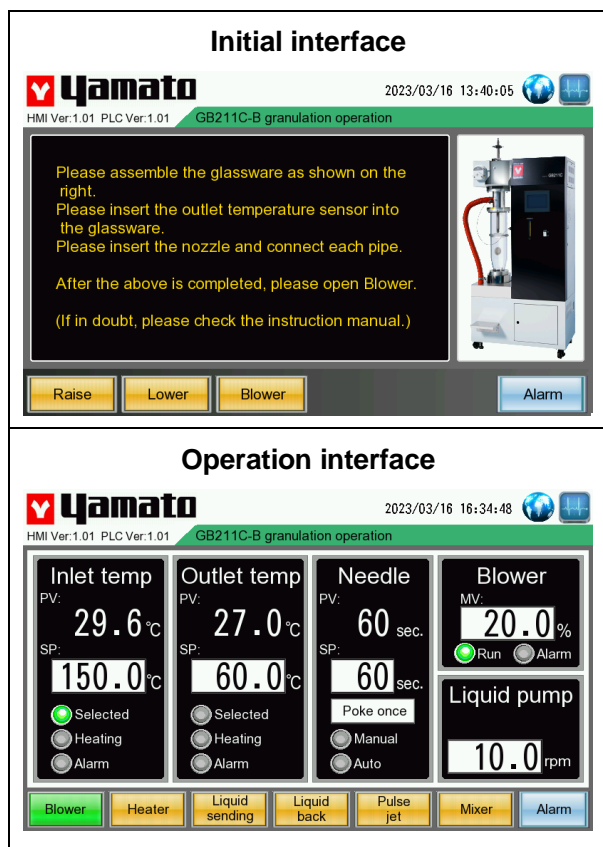 Initial interface
Yamato
2023/03/16 13:40:05
HMI Ver:1.01 PLC Ver:1.01
GB211C-B granulation operation
Please assemble the glassware as shown on the
right.
Please insert the outlet temperature sensor into
the glassware.
Please insert the nozzle and connect each pipe.
After the above is completed, please open Blower.
(If in doubt, please check the instruction manual.)
Raise
Lower
Blower
Alarm
Operation interface
Yamato
2023/03/16 16:34:48
HMI Ver:1.01 PLC Ver:1.01
GB211C-B granulation operation
Inlet temp
PV:
29.6℃
SP:
150.0℃
Selected
Heating
Alarm
Outlet temp
PV:
27.0℃
SP:
60.0℃
Selected
Heating
Alarm
Needle
PV:
60 sec.
SP:
60 sec.
Poke once
Manual
Auto
Blower
MV:
20.0%
Run
Alarm
Liquid pump
10.0 rpm
Blower
Heater
Liquid
sending
Liquid
back
Pulse
jet
Mixer
Alarm